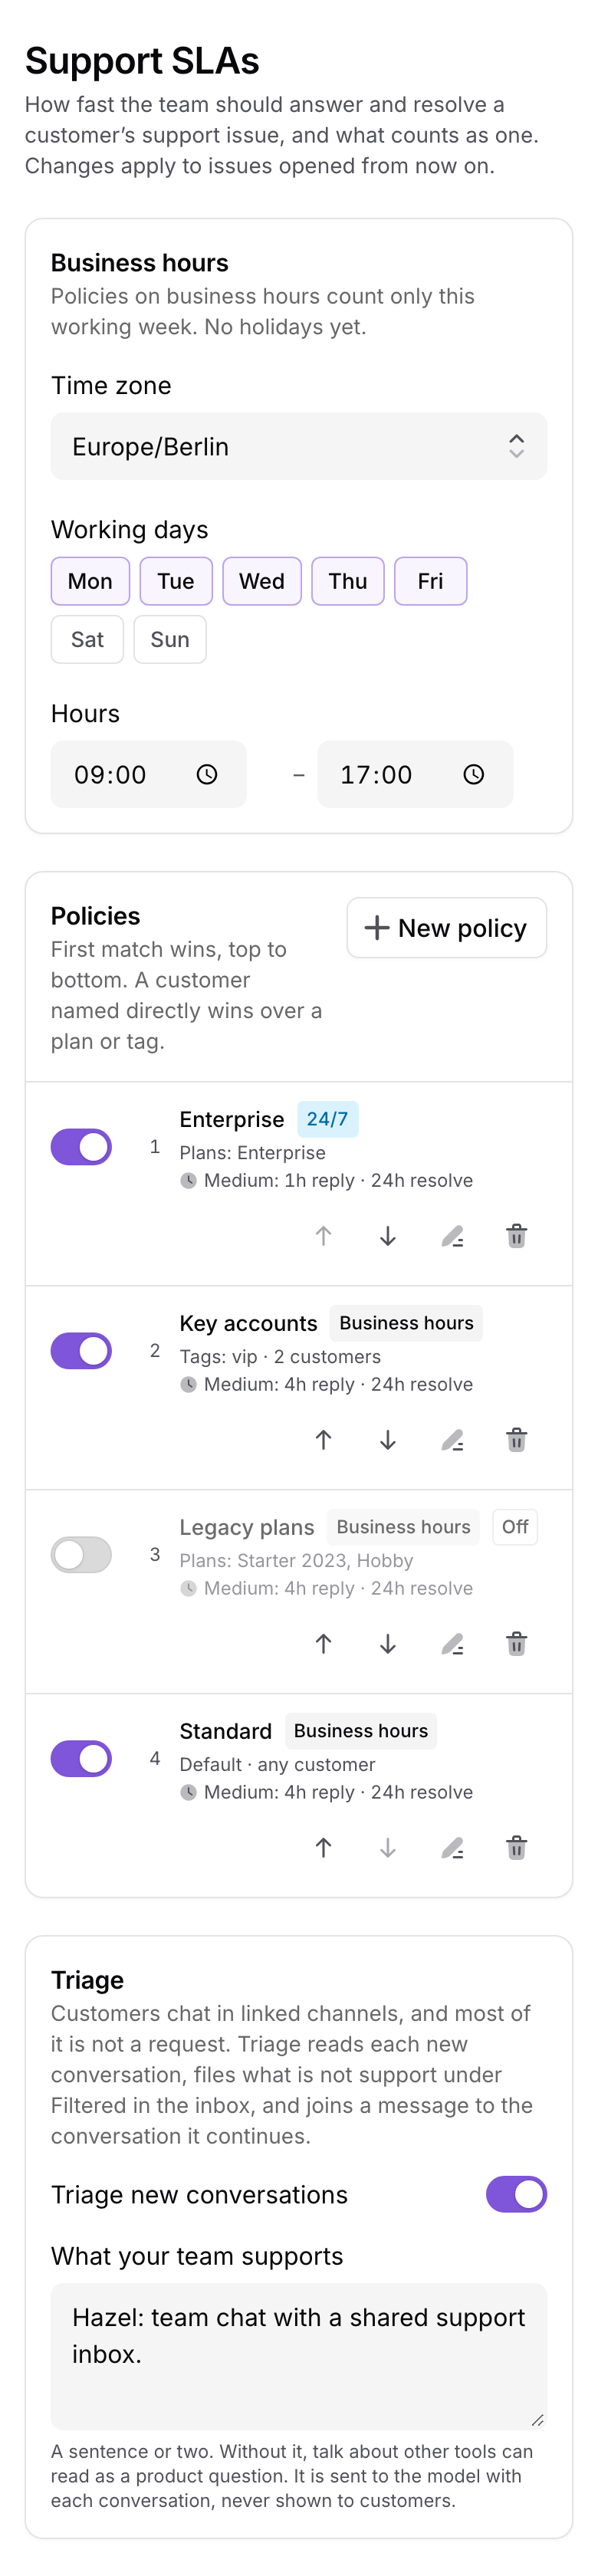 Support SLAs
How fast the team should answer and resolve a
customer’s support issue, and what counts as one.
Changes apply to issues opened from now on.
Business hours
Policies on business hours count only this
working week. No holidays yet.
Time zone
Europe/Berlin
Working days
Mon Tue Wed Thu Fri
Sat Sun
Hours
09:00 – 17:00
Policies
New policy
First match wins, top to
bottom. A customer
named directly wins over a
plan or tag.
1 Enterprise 24/7
Plans: Enterprise
Medium: 1h reply · 24h resolve
2 Key accounts Business hours
Tags: vip · 2 customers
Medium: 4h reply · 24h resolve
3 Legacy plans Business hours Off
Plans: Starter 2023, Hobby
Medium: 4h reply · 24h resolve
4 Standard Business hours
Default · any customer
Medium: 4h reply · 24h resolve
Triage
Customers chat in linked channels, and most of
it is not a request. Triage reads each new
conversation, files what is not support under
Filtered in the inbox, and joins a message to the
conversation it continues.
Triage new conversations
What your team supports
Hazel: team chat with a shared support
inbox.
A sentence or two. Without it, talk about other tools can
read as a product question. It is sent to the model with
each conversation, never shown to customers.